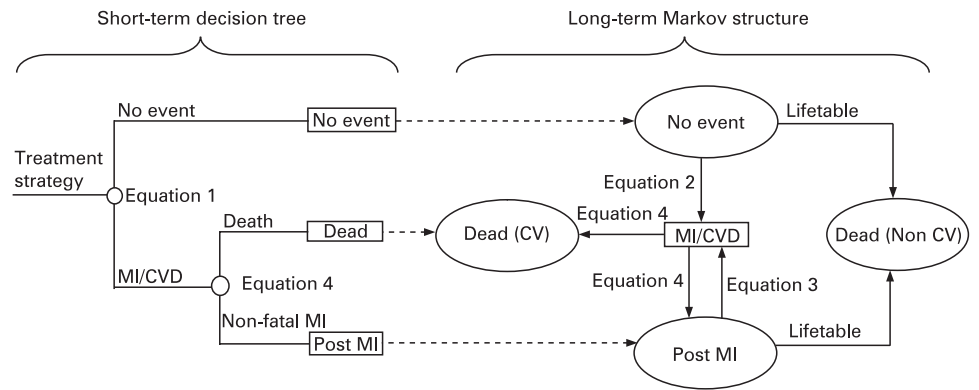 Short-term decision tree
Long-term Markov structure
No event
No event
No event
Lifetable
Treatment
strategy
Equation 1
Equation 2
Death
Dead
Dead (CV)
Equation 4
MI/CVD
Dead (Non CV)
MI/CVD
Equation 4
Equation 4
Equation 3
Non-fatal MI
Post MI
Post MI
Lifetable